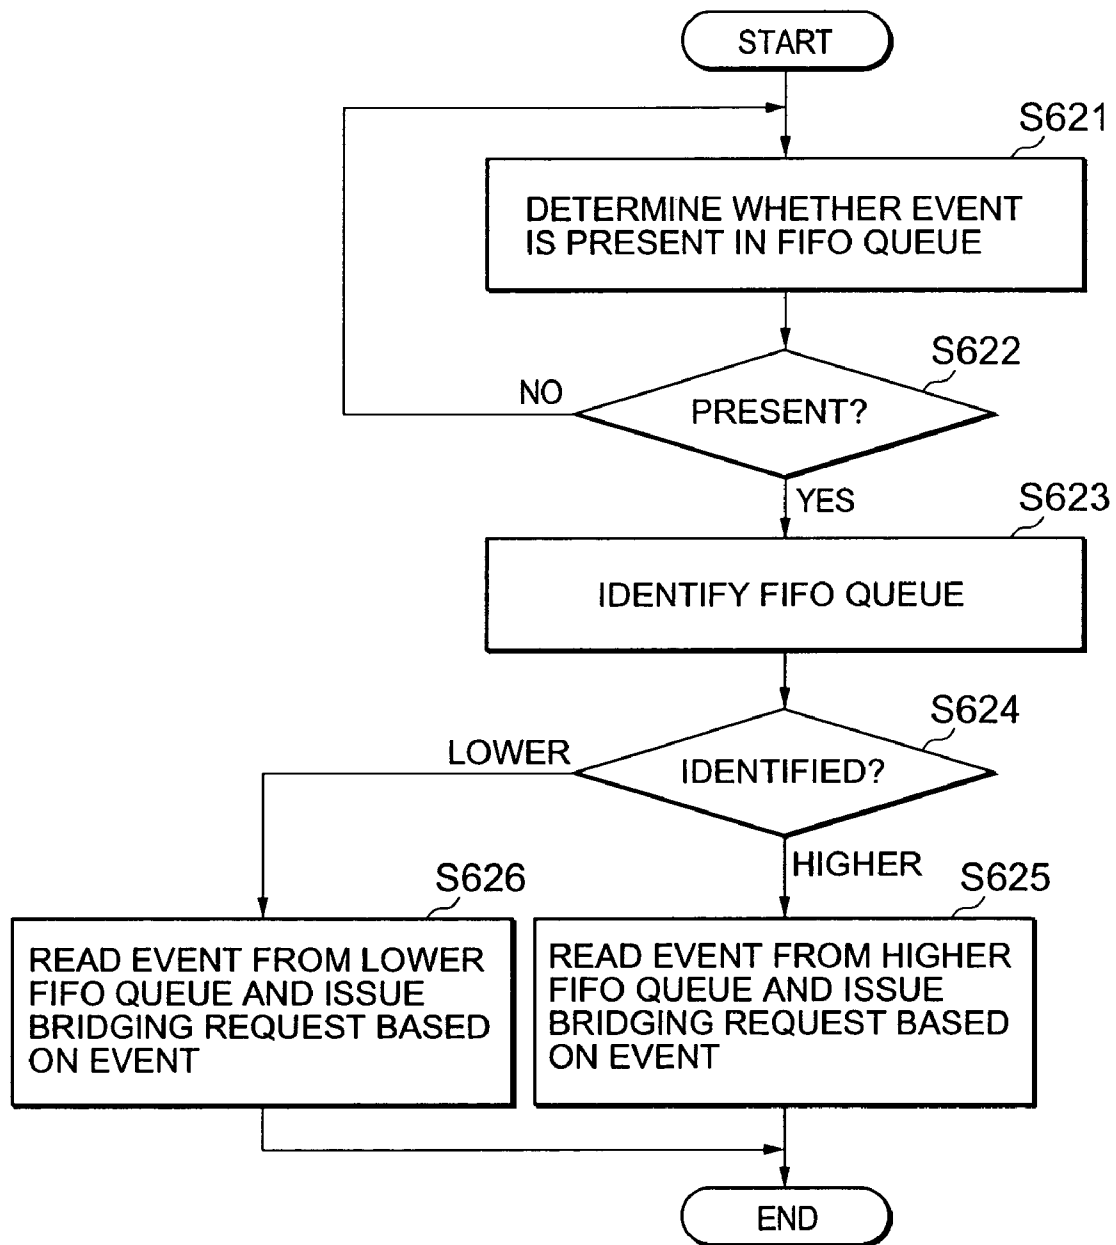 START
S621
DETERMINE WHETHER EVENT
IS PRESENT IN FIFO QUEUE
S622
NO
PRESENT?
YES
S623
IDENTIFY FIFO QUEUE
S624
LOWER
IDENTIFIED?
HIGHER
S626
READ EVENT FROM LOWER
FIFO QUEUE AND ISSUE
BRIDGING REQUEST BASED
ON EVENT
S625
READ EVENT FROM HIGHER
FIFO QUEUE AND ISSUE
BRIDGING REQUEST BASED
ON EVENT
END